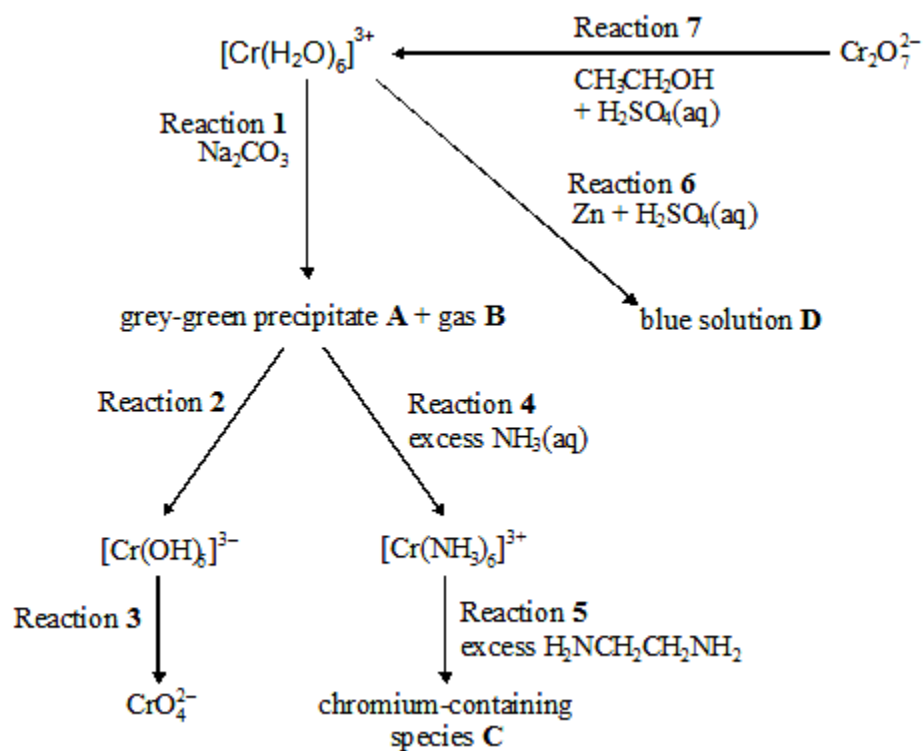 Reaction 7
[Cr(H₂O)₆]³⁺
Cr₂O₇²⁻
CH₃CH₂OH
+ H₂SO₄(aq)
Reaction 1
Na₂CO₃
Reaction 6
Zn + H₂SO₄(aq)
grey-green precipitate A + gas B
blue solution D
Reaction 2
Reaction 4
excess NH₃(aq)
[Cr(OH)₆]³⁻
[Cr(NH₃)₆]³⁺
Reaction 3
Reaction 5
excess H₂NCH₂CH₂NH₂
CrO₄²⁻
chromium-containing
species C